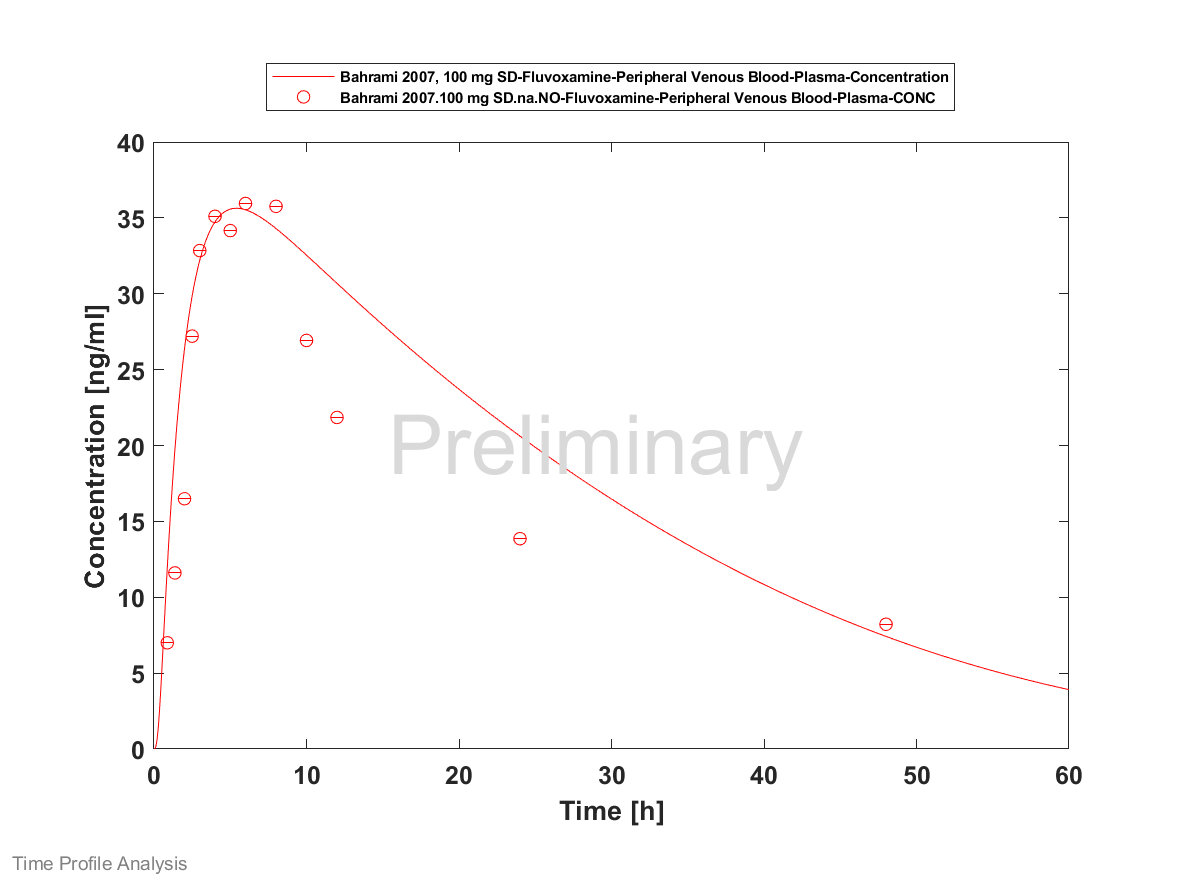 Bahrami 2007, 100 mg SD-Fluvoxamine-Peripheral Venous Blood-Plasma-Concentration
Bahrami 2007.100 mg SD.na.NO-Fluvoxamine-Peripheral Venous Blood-Plasma-CONC
40
35
30
25
20
15
10
5
0
Concentration [ng/ml]
Preliminary
0 10 20 30 40 50 60
Time [h]
Time Profile Analysis